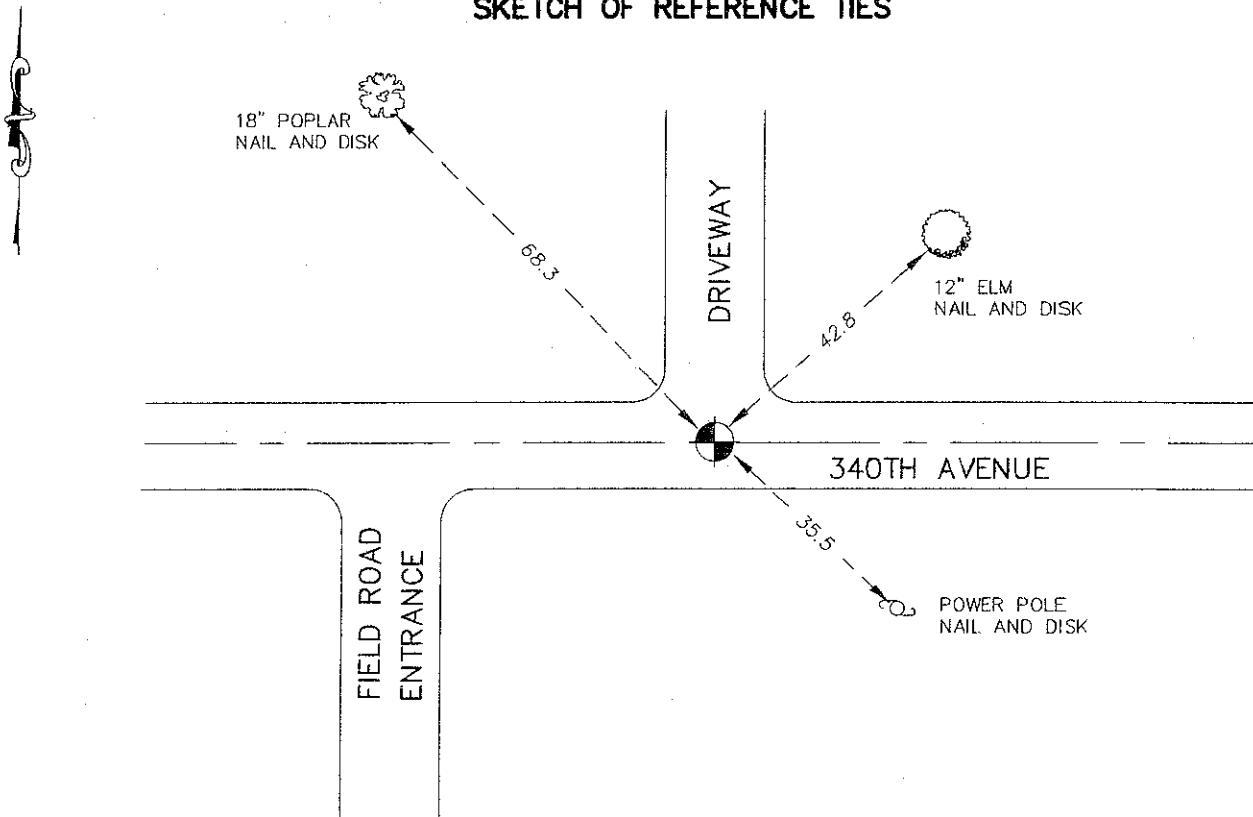 SKETCH OF REFERENCE TIES
18" POPLAR
NAIL AND DISK
68.3
DRIVEWAY
12" ELM
NAIL AND DISK
42.8
340TH AVENUE
35.5
POWER POLE
NAIL AND DISK
FIELD ROAD
ENTRANCE